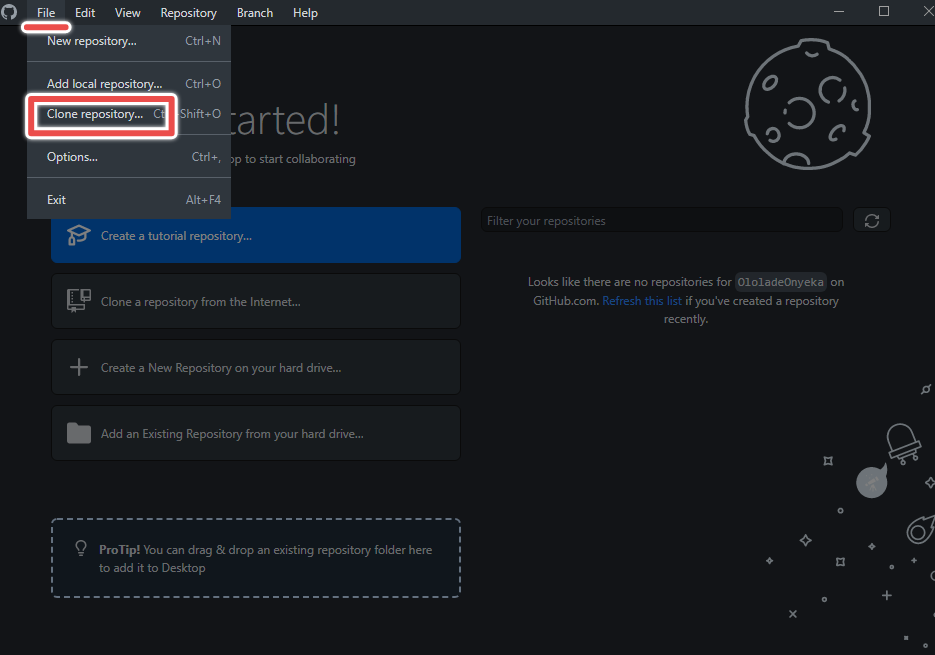 File Edit View Repository Branch Help
New repository... Ctrl+N
Add local repository... Ctrl+O
Clone repository... Shift+O
Options... Ctrl+,
Exit Alt+F4
tarted!
to start collaborating
Create a tutorial repository...
Clone a repository from the Internet...
Create a New Repository on your hard drive...
Add an Existing Repository from your hard drive...
ProTip! You can drag & drop an existing repository folder here
to add it to Desktop
Filter your repositories
Looks like there are no repositories for OloladeOnyeka on
GitHub.com. Refresh this list if you've created a repository
recently.